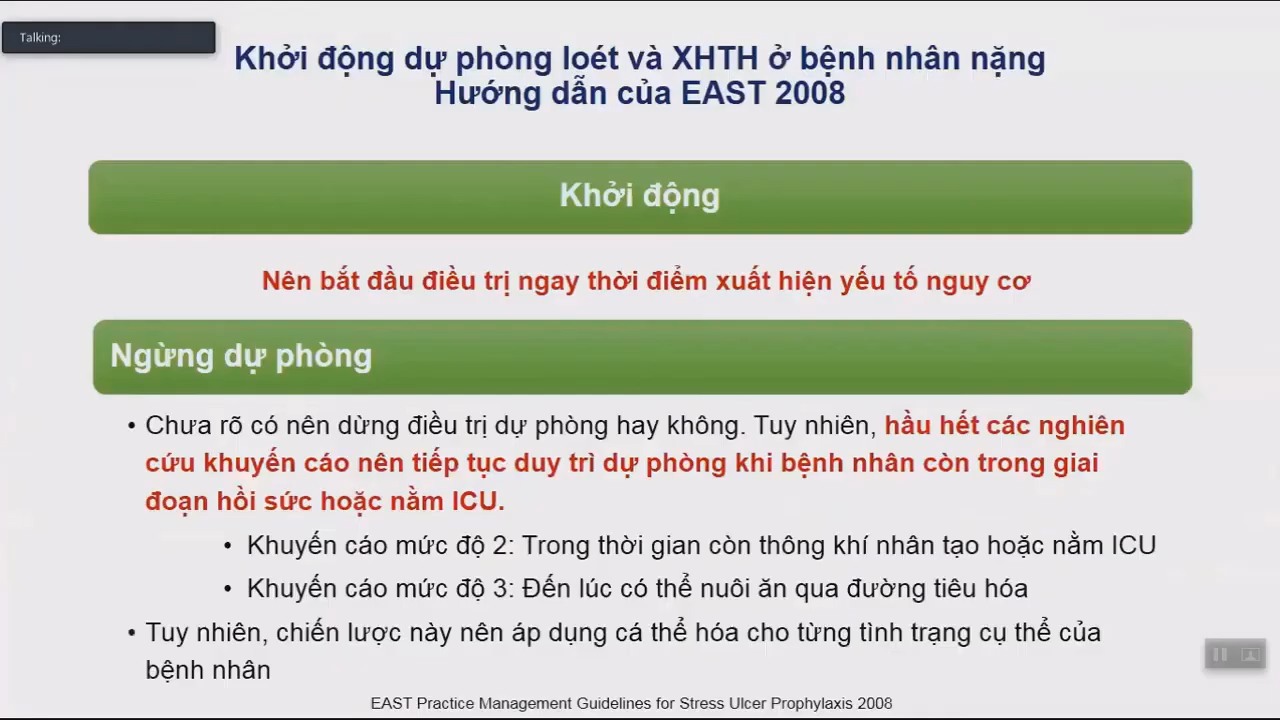 Talking:
Khởi động dự phòng loét và XHTH ở bệnh nhân nặng
Hướng dẫn của EAST 2008
Khởi động
Nên bắt đầu điều trị ngay thời điểm xuất hiện yếu tố nguy cơ
Ngừng dự phòng
• Chưa rõ có nên dừng điều trị dự phòng hay không. Tuy nhiên, hầu hết các nghiên
cứu khuyến cáo nên tiếp tục duy trì dự phòng khi bệnh nhân còn trong giai
đoạn hồi sức hoặc nằm ICU.
• Khuyến cáo mức độ 2: Trong thời gian còn thông khí nhân tạo hoặc nằm ICU
• Khuyến cáo mức độ 3: Đến lúc có thể nuôi ăn qua đường tiêu hóa
• Tuy nhiên, chiến lược này nên áp dụng cá thể hóa cho từng tình trạng cụ thể của
bệnh nhân
EAST Practice Management Guidelines for Stress Ulcer Prophylaxis 2008